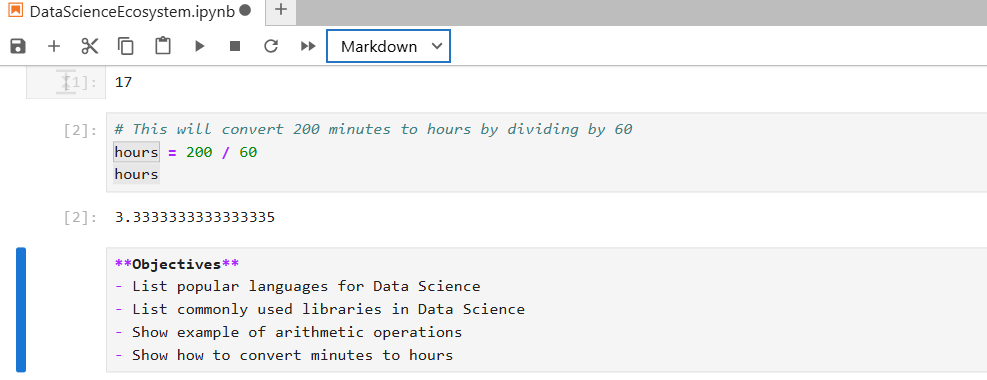 DataScienceEcosystem.ipynb
Markdown
[1]: 17
[2]: # This will convert 200 minutes to hours by dividing by 60
hours = 200 / 60
hours
[2]: 3.3333333333333335
**Objectives**
- List popular languages for Data Science
- List commonly used libraries in Data Science
- Show example of arithmetic operations
- Show how to convert minutes to hours